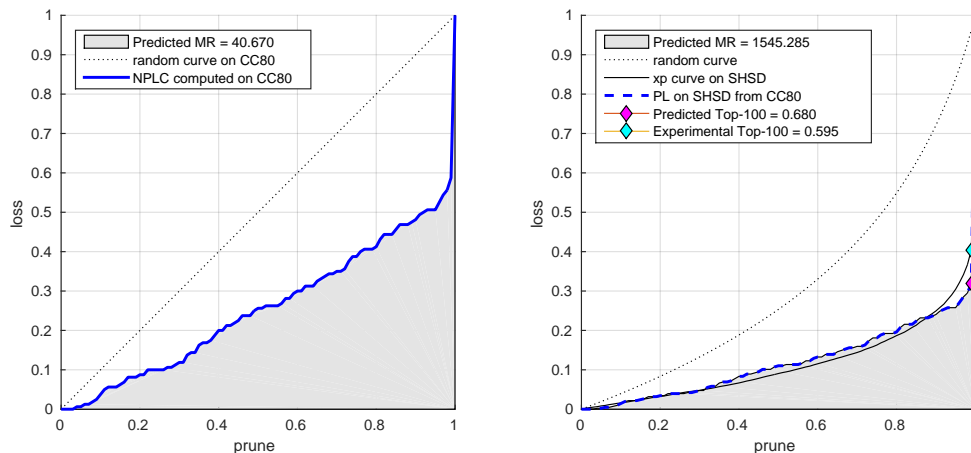 Predicted MR = 40.670
random curve on CC80
NPLC computed on CC80
1
0.9
0.8
0.7
0.6
0.5
0.4
0.3
0.2
0.1
0
loss
0 0.2 0.4 0.6 0.8 1
prune
Predicted MR = 1545.285
random curve
xp curve on SHSD
PL on SHSD from CC80
Predicted Top-100 = 0.680
Experimental Top-100 = 0.595
1
0.9
0.8
0.7
0.6
0.5
0.4
0.3
0.2
0.1
0
loss
0 0.2 0.4 0.6 0.8
prune